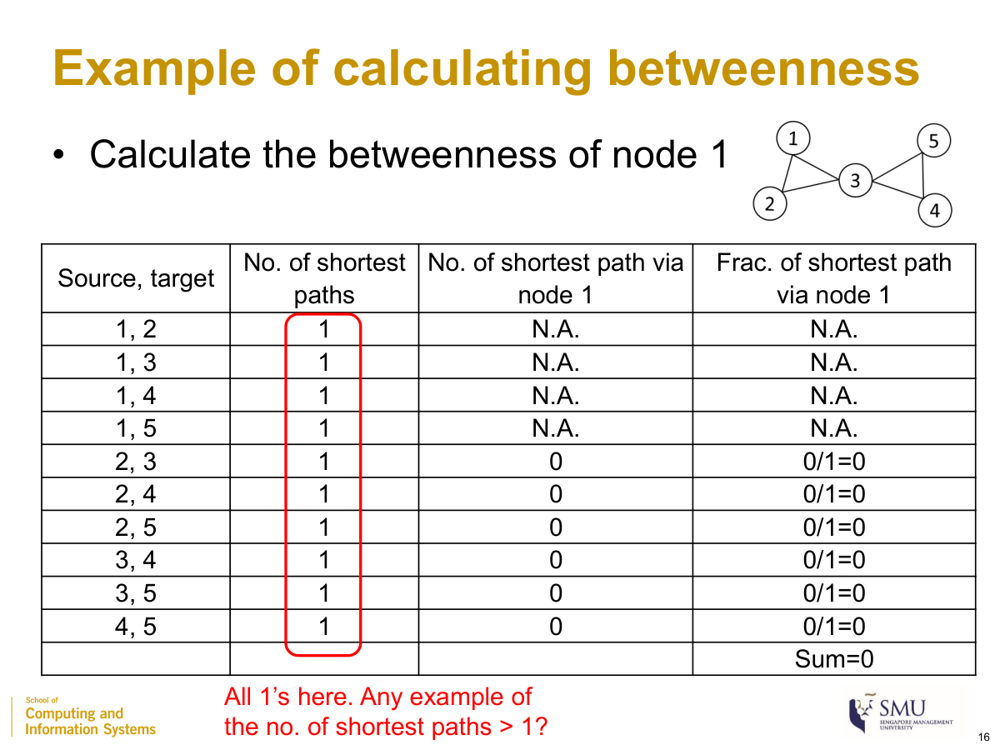 Example of calculating betweenness
• Calculate the betweenness of node 1
1
5
3
2
4
Source, target
No. of shortest paths
No. of shortest path via node 1
Frac. of shortest path via node 1
1, 2 1 N.A. N.A.
1, 3 1 N.A. N.A.
1, 4 1 N.A. N.A.
1, 5 1 N.A. N.A.
2, 3 1 0 0/1=0
2, 4 1 0 0/1=0
2, 5 1 0 0/1=0
3, 4 1 0 0/1=0
3, 5 1 0 0/1=0
4, 5 1 0 0/1=0
Sum=0
All 1’s here. Any example of
the no. of shortest paths > 1?
School of
Computing and
Information Systems
SMU
SINGAPORE MANAGEMENT
UNIVERSITY
16